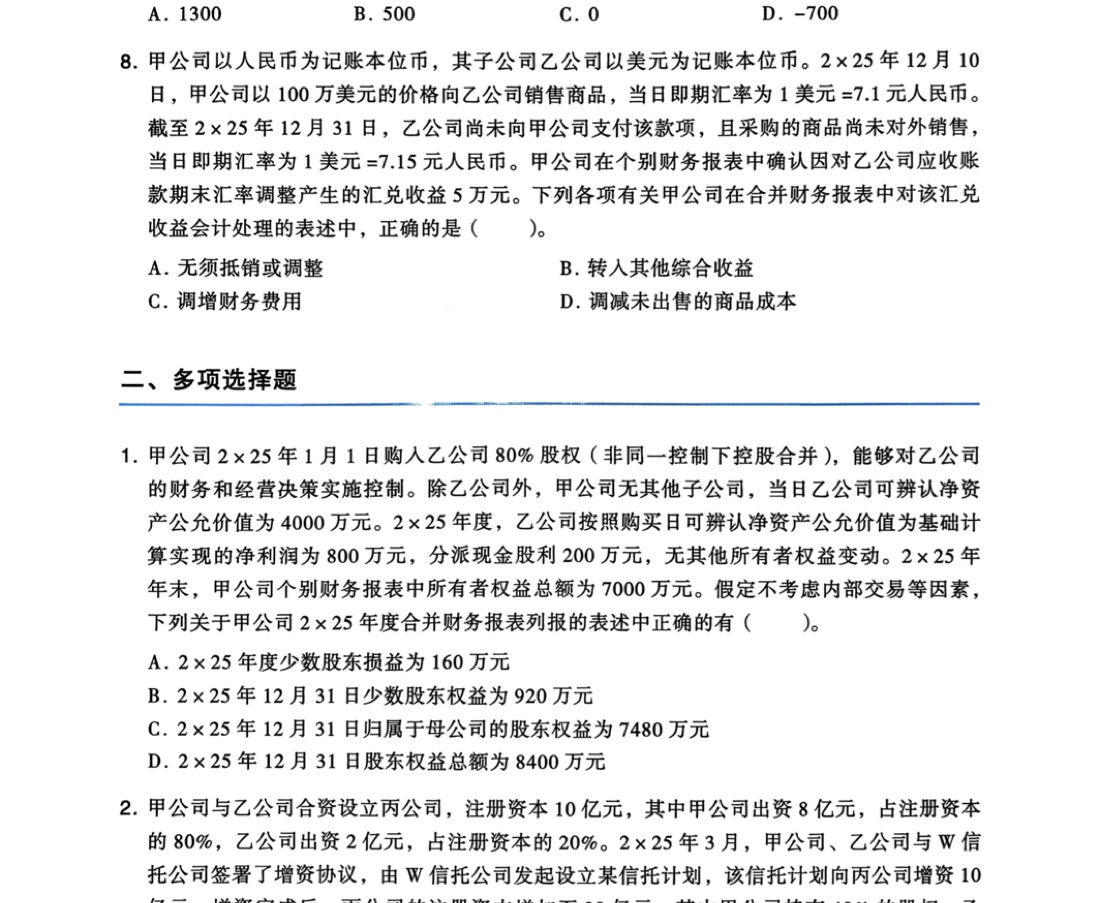 A. 1300 B. 500 C. 0 D. -700
8. 甲公司以人民币为记账本位币，其子公司乙公司以美元为记账本位币。2×25 年 12 月 10
日，甲公司以 100 万美元的价格向乙公司销售商品，当日即期汇率为 1 美元 =7.1 元人民币。
截至 2×25 年 12 月 31 日，乙公司尚未向甲公司支付该款项，且采购的商品尚未对外销售，
当日即期汇率为 1 美元 =7.15 元人民币。甲公司在个别财务报表中确认因对乙公司应收账
款期末汇率调整产生的汇兑收益 5 万元。下列各项有关甲公司在合并财务报表中对该汇兑
收益会计处理的表述中，正确的是（ ）。
A. 无须抵销或调整 B. 转入其他综合收益
C. 调增财务费用 D. 调减未出售的商品成本
二、多项选择题
1. 甲公司 2×25 年 1 月 1 日购入乙公司 80% 股权（非同一控制下控股合并），能够对乙公司
的财务和经营决策实施控制。除乙公司外，甲公司无其他子公司，当日乙公司可辨认净资
产公允价值为 4000 万元。2×25 年度，乙公司按照购买日可辨认净资产公允价值为基础计
算实现的净利润为 800 万元，分派现金股利 200 万元，无其他所有者权益变动。2×25 年
年末，甲公司个别财务报表中所有者权益总额为 7000 万元。假定不考虑内部交易等因素，
下列关于甲公司 2×25 年度合并财务报表列报的表述中正确的有（ ）。
A. 2×25 年度少数股东损益为 160 万元
B. 2×25 年 12 月 31 日少数股东权益为 920 万元
C. 2×25 年 12 月 31 日归属于母公司的股东权益为 7480 万元
D. 2×25 年 12 月 31 日股东权益总额为 8400 万元
2. 甲公司与乙公司合资设立丙公司，注册资本 10 亿元，其中甲公司出资 8 亿元，占注册资本
的 80%，乙公司出资 2 亿元，占注册资本的 20%。2×25 年 3 月，甲公司、乙公司与 W 信
托公司签署了增资协议，由 W 信托公司发起设立某信托计划，该信托计划向丙公司增资 10